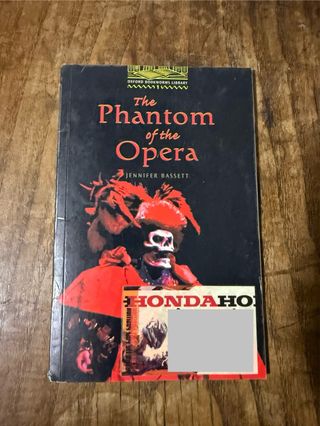 OXFORD BOOKWORMS LIBRARY
The
Phantom
of the
Opera
JENNIFER BASSETT
HONDAHO